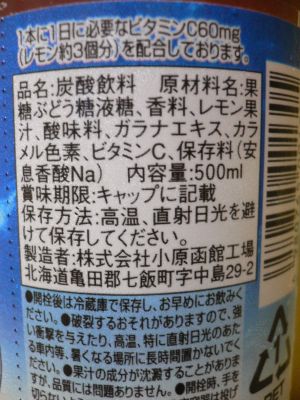 1本に1日に必要なビタミンC60mg
(レモン約3個分)を配合しております。
品名:炭酸飲料 原材料名:果
糖ぶどう糖液糖、香料、レモン果
汁、酸味料、ガラナエキス、カラ
メル色素、ビタミンC、保存料(安
息香酸Na) 内容量:500ml
賞味期限:キャップに記載
保存方法:高温、直射日光を避
けて保存してください。
製造者:株式会社小原函館工場
北海道亀田郡七飯町字中島29-2
●開栓後は冷蔵庫で保存し、お早めにお飲みく
●破裂するおそれがありますので、強
い衝撃を与えたり、高温、特に直射日光のあた
る車内等、暑くなる場所に長時間置かないでく
●果汁の成分が沈澱することがありま
すが、品質には問題ありません。●開栓時、手を
切らない